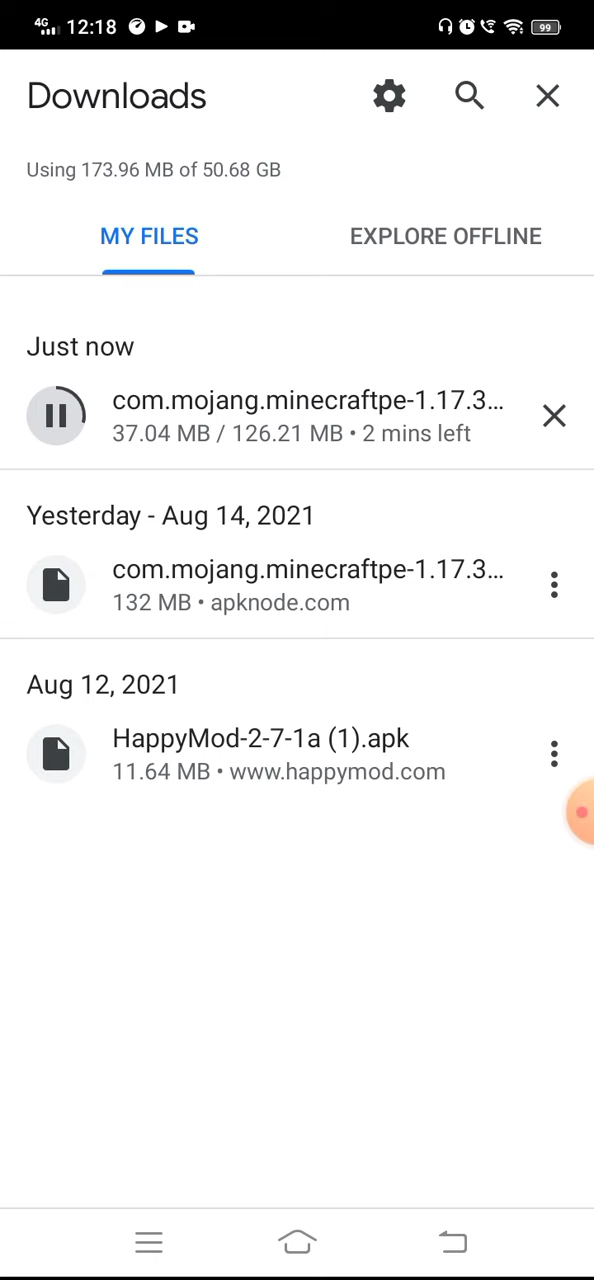 4G 12:18 99
Downloads
Using 173.96 MB of 50.68 GB
MY FILES EXPLORE OFFLINE
Just now
com.mojang.minecraftpe-1.17.3...
37.04 MB / 126.21 MB • 2 mins left
Yesterday - Aug 14, 2021
com.mojang.minecraftpe-1.17.3...
132 MB • apknode.com
Aug 12, 2021
HappyMod-2-7-1a (1).apk
11.64 MB • www.happymod.com